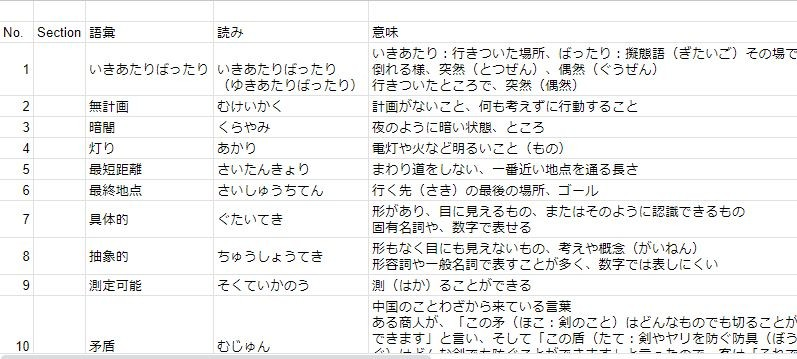 No. Section 語彙 読み 意味
1 いきあたりばったり いきあたりばったり（ゆきあたりばったり） いきあたり：行きついた場所、ばったり：擬態語（ぎたいご）その場で
倒れる様、突然（とつぜん）、偶然（ぐうぜん）
行きついたところで、突然（偶然）
2 無計画 むけいかく 計画がないこと、何も考えずに行動すること
3 暗闇 くらやみ 夜のように暗い状態、ところ
4 灯り あかり 電灯や火など明るいこと（もの）
5 最短距離 さいたんきょり まわり道をしない、一番近い地点を通る長さ
6 最終地点 さいしゅうちてん 行く先（さき）の最後の場所、ゴール
7 具体的 ぐたいてき 形があり、目に見えるもの、またはそのように認識できるもの
固有名詞や、数字で表せる
8 抽象的 ちゅうしょうてき 形もなく目にも見えないもの、考えや概念（がいねん）
形容詞や一般名詞で表すことが多く、数字では表しにくい
9 測定可能 そくていかのう 測（はか）ることができる
10 矛盾 むじゅん 中国のことわざから来ている言葉
ある商人が、「この矛（ほこ：剣のこと）はどんなものでも切ることが
できます」と言い、そして「この盾（たて：剣やヤリを防ぐ防具（ぼう